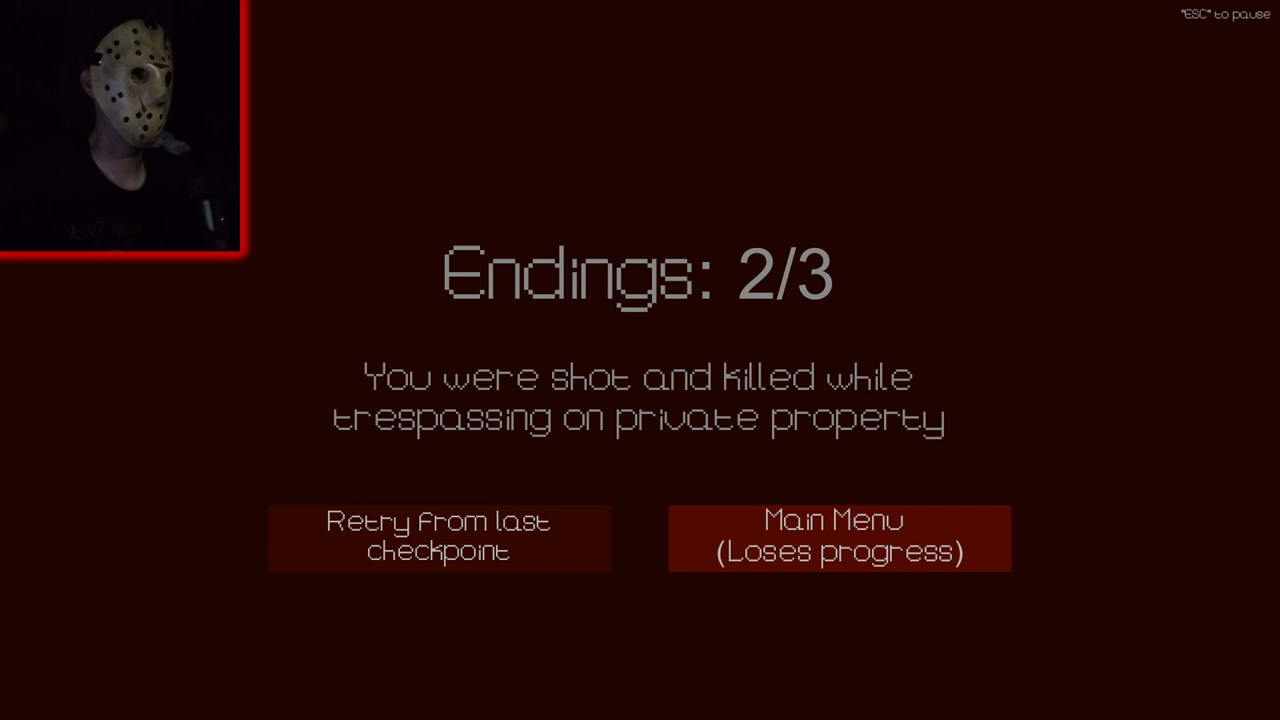 "ESC" to pause
Endings: 2/3
You were shot and killed while
trespassing on private property
Retry from last
checkpoint
Main Menu
(Loses progress)